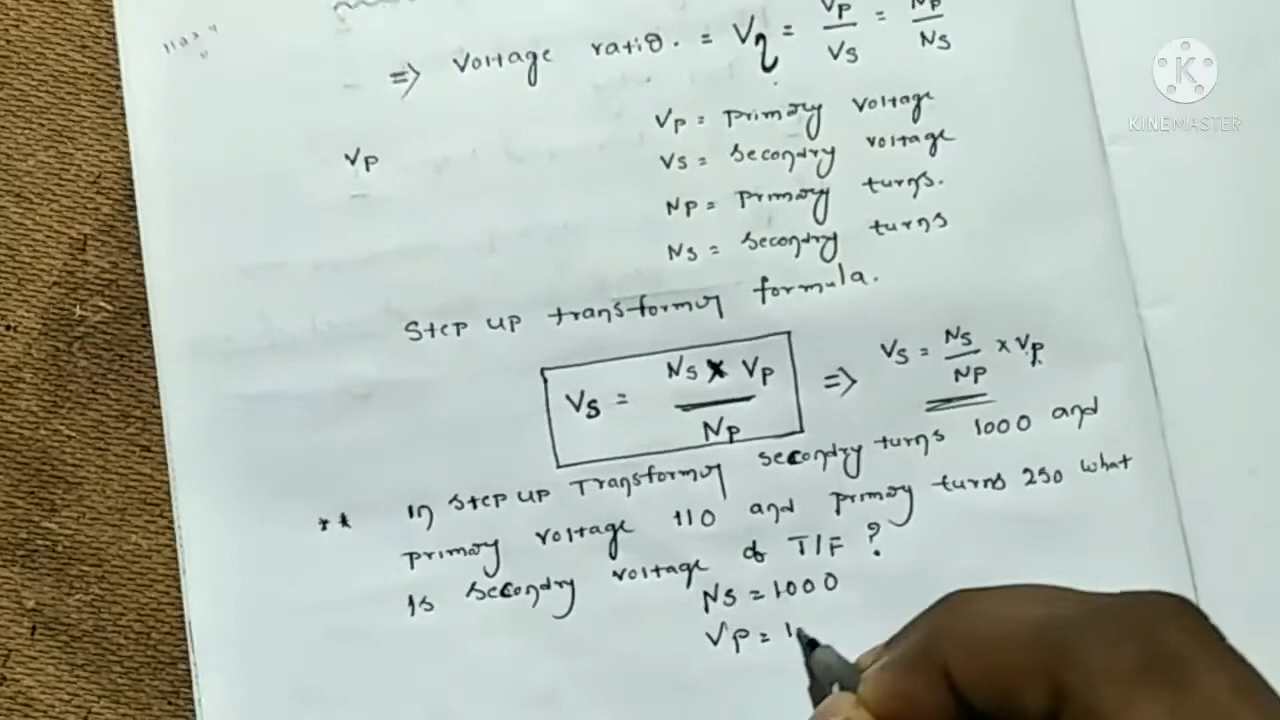 => Voltage ratio. = Vη = Vp/Vs = Np/Ns
Vp = primary voltage
Vs = secondry voltage
Vp
Np = primary turns.
Ns = secondry turns
Step up transformer formula.
Vs = Ns x Vp / Np => Vs = Ns/Np x Vp
** In step up Transformer secondry turns 1000 and
primary voltage 110 and primary turns 250 what
is secondry voltage of T/F ?
Ns = 1000
Vp = 1
KINEMASTER